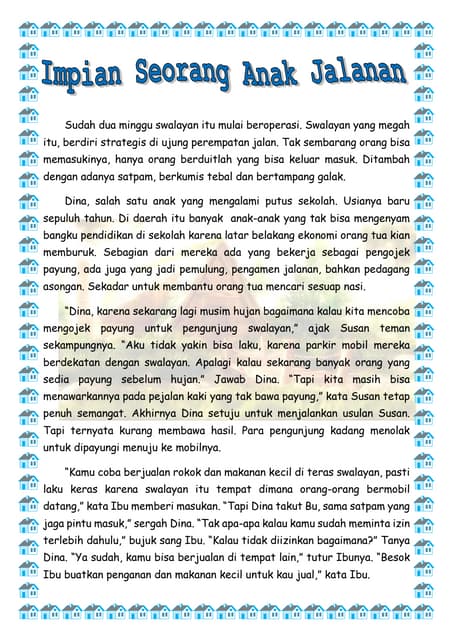 Impian Seorang Anak Jalanan
Sudah dua minggu swalayan itu mulai beroperasi. Swalayan yang megah
itu, berdiri strategis di ujung perempatan jalan. Tak sembarang orang bisa
memasukinya, hanya orang berduitlah yang bisa keluar masuk. Ditambah
dengan adanya satpam, berkumis tebal dan bertampang galak.
Dina, salah satu anak yang mengalami putus sekolah. Usianya baru
sepuluh tahun. Di daerah itu banyak anak-anak yang tak bisa mengenyam
bangku pendidikan di sekolah karena latar belakang ekonomi orang tua kian
memburuk. Sebagian dari mereka ada yang bekerja sebagai pengojek
payung, ada juga yang jadi pemulung, pengamen jalanan, bahkan pedagang
asongan. Sekadar untuk membantu orang tua mencari sesuap nasi.
"Dina, karena sekarang lagi musim hujan bagaimana kalau kita mencoba
mengojek payung untuk pengunjung swalayan," ajak Susan teman
sekampungnya. "Aku tidak yakin bisa laku, karena parkir mobil mereka
berdekatan dengan swalayan. Apalagi kalau sekarang banyak orang yang
sedia payung sebelum hujan." Jawab Dina. "Tapi kita masih bisa
menawarkannya pada pejalan kaki yang tak bawa payung," kata Susan tetap
penuh semangat. Akhirnya Dina setuju untuk menjalankan usulan Susan.
Tapi ternyata kurang membawa hasil. Para pengunjung kadang menolak
untuk dipayungi menuju ke mobilnya.
"Kamu coba berjualan rokok dan makanan kecil di teras swalayan, pasti
laku keras karena swalayan itu tempat dimana orang-orang bermobil
datang," kata Ibu memberi masukan. "Tapi Dina takut Bu, sama satpam yang
jaga pintu masuk," sergah Dina. "Tak apa-apa kalau kamu sudah meminta izin
terlebih dahulu," bujuk sang Ibu. "Kalau tidak diizinkan bagaimana?" Tanya
Dina. "Ya sudah, kamu bisa berjualan di tempat lain," tutur Ibunya. "Besok
Ibu buatkan penganan dan makanan kecil untuk kau jual," kata Ibu.